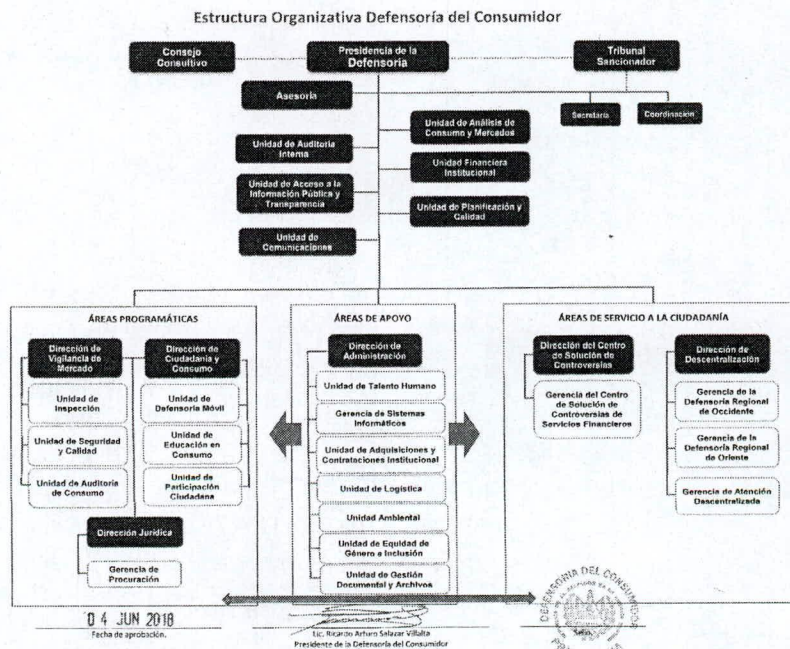 Estructura Organizativa Defensoría del Consumidor
Consejo
Consultivo
Presidencia de la
Defensoría
Tribunal
Sancionador
Asesoría
Secretaría
Coordinación
Unidad de Análisis de
Consumo y Mercados
Unidad de Auditoría
Interna
Unidad Financiera
Institucional
Unidad de Acceso a la
Información Pública y
Transparencia
Unidad de Planificación y
Calidad
Unidad de
Comunicaciones
ÁREAS PROGRAMÁTICAS
Dirección de
Vigilancia de
Mercado
Dirección de
Ciudadanía y
Consumo
Unidad de
Inspección
Unidad de
Defensoría Móvil
Unidad de Seguridad
y Calidad
Unidad de
Educación en
Consumo
Unidad de Auditoría
de Consumo
Unidad de
Participación
Ciudadana
Dirección Jurídica
Gerencia de
Procuración
ÁREAS DE APOYO
Dirección de
Administración
Unidad de Talento Humano
Gerencia de Sistemas
Informáticos
Unidad de Adquisiciones y
Contrataciones Institucional
Unidad de Logística
Unidad Ambiental
Unidad de Equidad de
Género e Inclusión
Unidad de Gestión
Documental y Archivos
ÁREAS DE SERVICIO A LA CIUDADANÍA
Dirección del Centro
de Solución de
Controversias
Dirección de
Descentralización
Gerencia del Centro
de Solución de
Controversias de
Servicios Financieros
Gerencia de la
Defensoría Regional
de Occidente
Gerencia de la
Defensoría Regional
de Oriente
Gerencia de Atención
Descentralizada
04 JUN 2018
Fecha de aprobación.
Lic. Ricardo Arturo Salazar Villalta
Presidente de la Defensoría del Consumidor
DEFENSORIA DEL CONSUMIDOR
Sello.